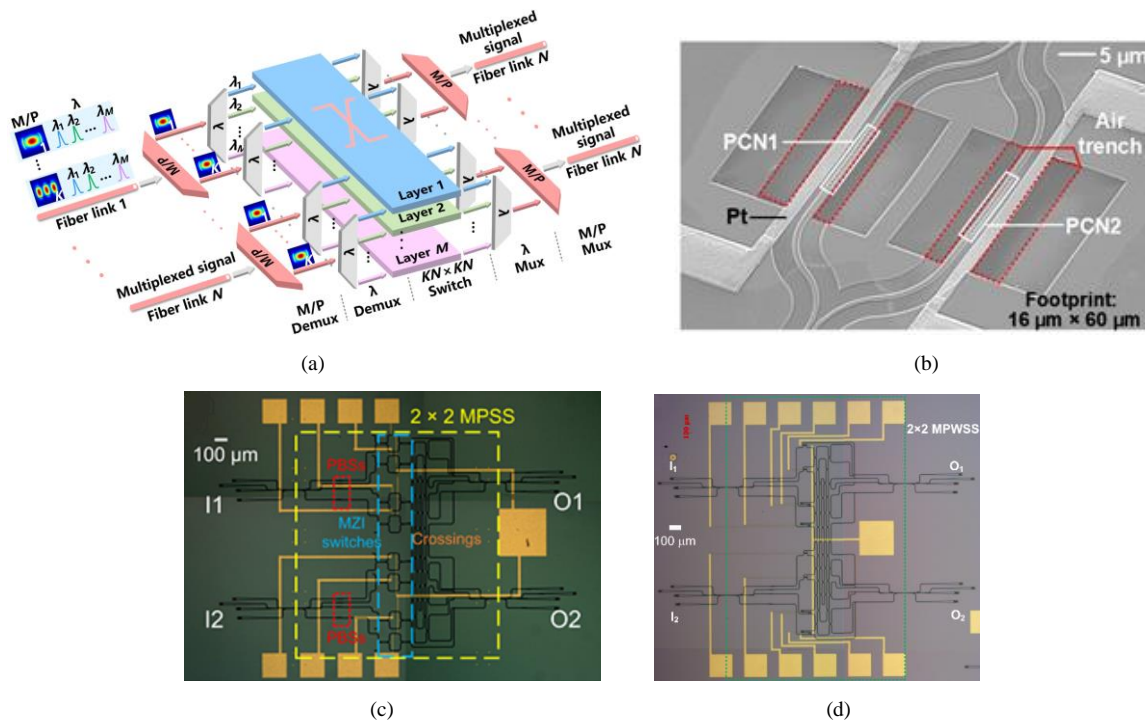 Multiplexed
signal
Fiber link N
λ
M/P
λ
M/P
λ1 λ2 ... λM
λ1
λ2
λM
λ
λ
λ
M/P
Multiplexed
signal
Fiber link N
λ1 λ2 ... λM
M/P
Fiber link 1
λ
Layer 1
Layer 2
Layer M
λ
λ
λ
M/P
λ
M/P
Multiplexed signal
Fiber link N
M/P
Demux
λ
Demux
KN × KN
Switch
λ
Mux
M/P
Mux
(a)
5 μm
PCN1
Air
trench
Pt
PCN2
Footprint:
16 μm × 60 μm
(b)
2 × 2 MPSS
100 μm
PBSs
I1
O1
MZI
switches
Crossings
I2
O2
PBSs
(c)
2×2 MPWSS
I1
O1
100 μm
I2
O2
(d)